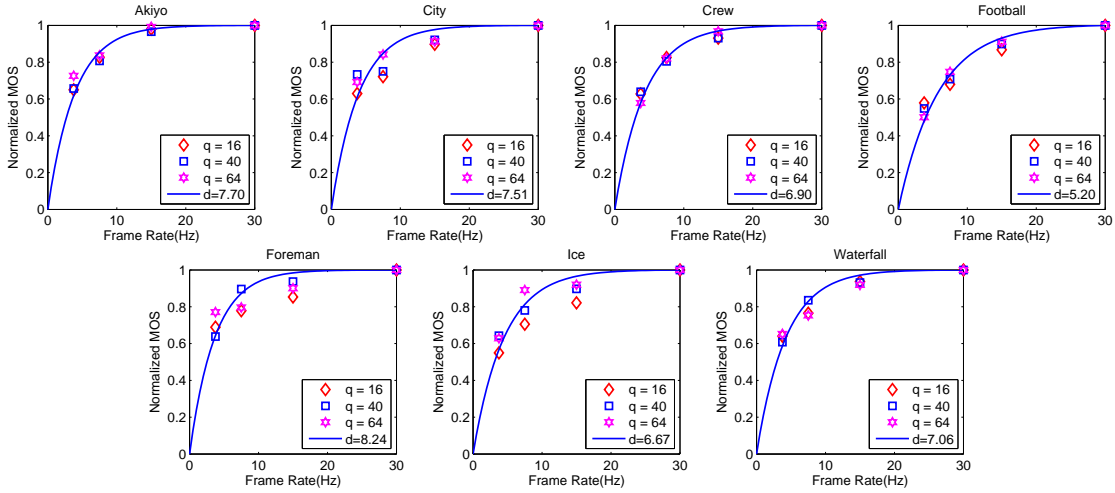 Akiyo
City
Crew
Football
Normalized MOS
1
0.8
0.6
0.4
0.2
0
q = 16
q = 40
q = 64
d=7.70
0
10
20
30
Frame Rate(Hz)
Normalized MOS
1
0.8
0.6
0.4
0.2
0
q = 16
q = 40
q = 64
d=7.51
0
10
20
30
Frame Rate(Hz)
Normalized MOS
1
0.8
0.6
0.4
0.2
0
q = 16
q = 40
q = 64
d=6.90
0
10
20
30
Frame Rate(Hz)
Normalized MOS
1
0.8
0.6
0.4
0.2
0
q = 16
q = 40
q = 64
d=5.20
0
10
20
30
Frame Rate(Hz)
Foreman
Ice
Waterfall
Normalized MOS
1
0.8
0.6
0.4
0.2
0
q = 16
q = 40
q = 64
d=8.24
0
10
20
30
Frame Rate(Hz)
Normalized MOS
1
0.8
0.6
0.4
0.2
0
q = 16
q = 40
q = 64
d=6.67
0
10
20
30
Frame Rate(Hz)
Normalized MOS
1
0.8
0.6
0.4
0.2
0
q = 16
q = 40
q = 64
d=7.06
0
10
20
30
Frame Rate(Hz)